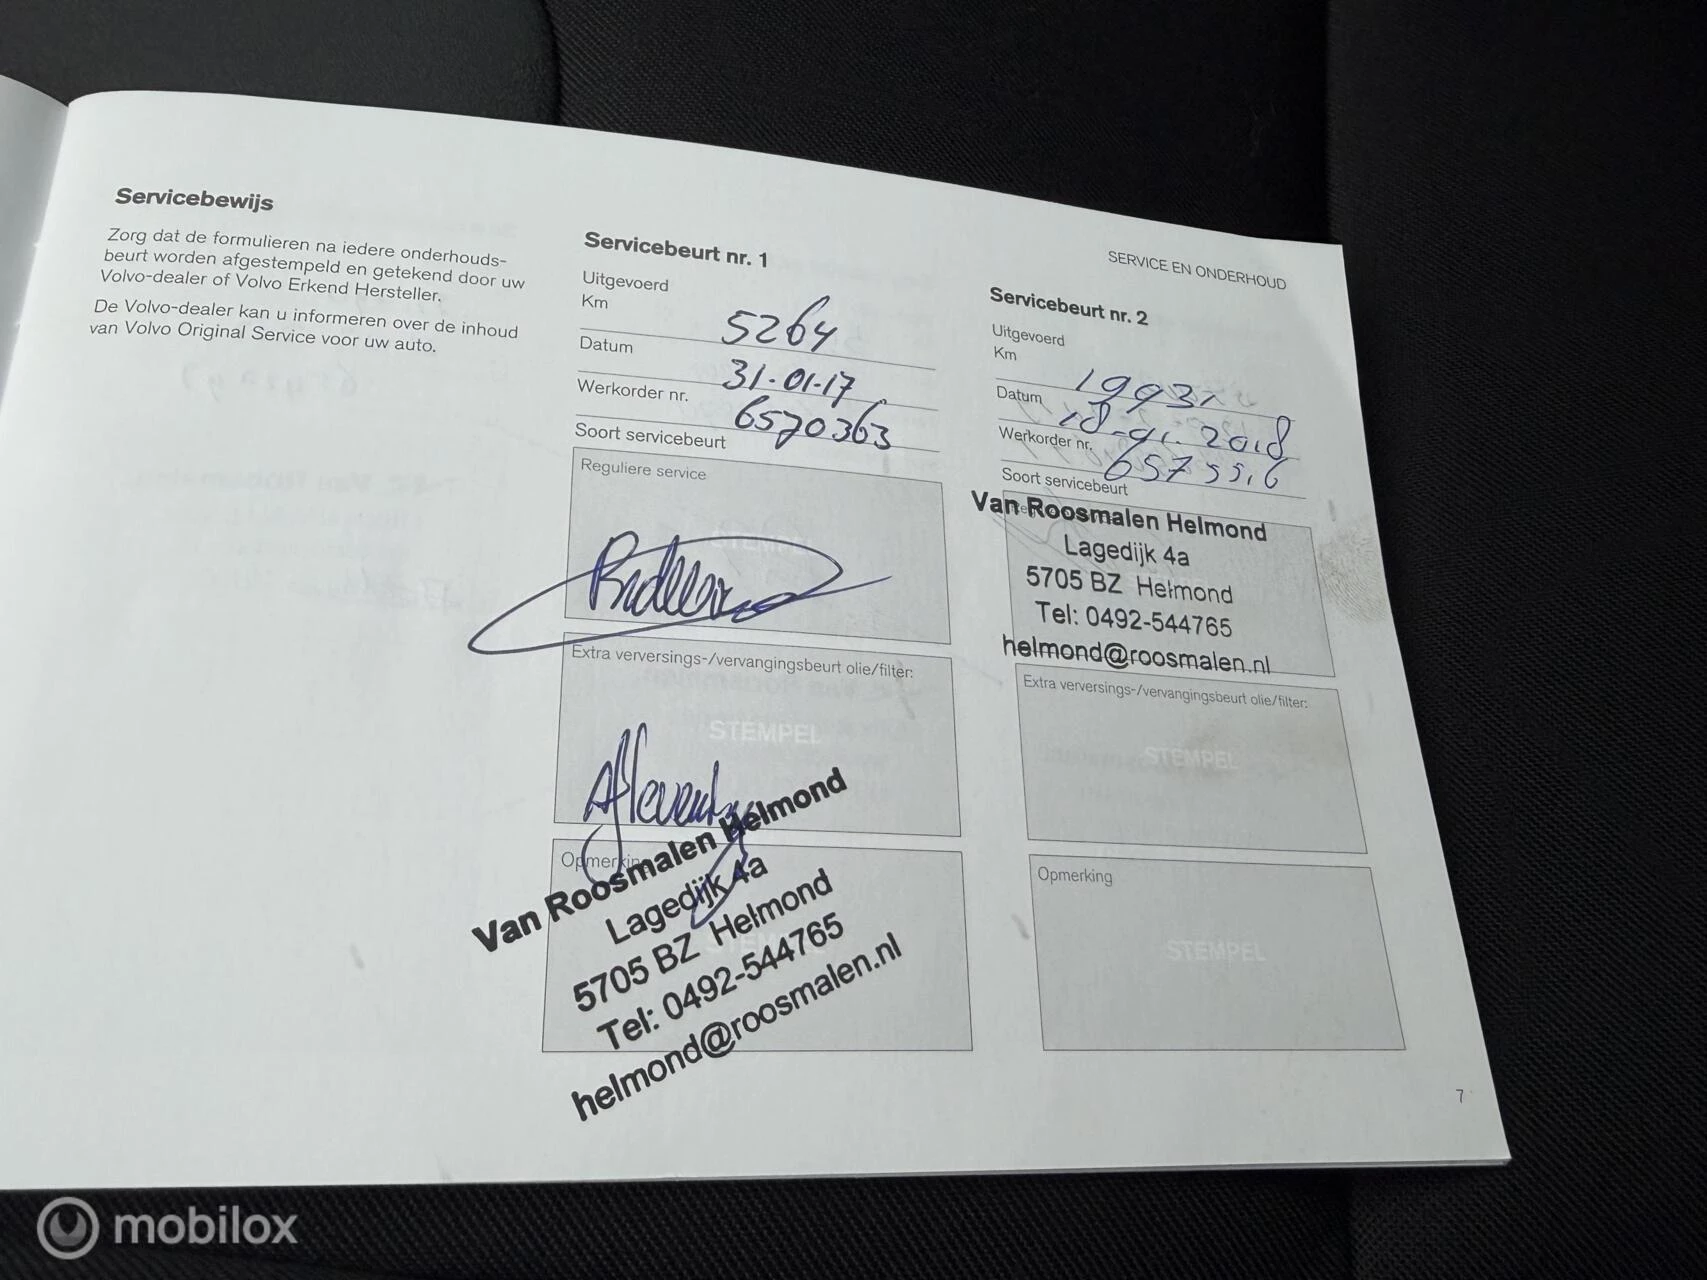 Servicebewijs
Zorg dat de formulieren na iedere onderhouds-
beurt worden afgestempeld en getekend door uw
Volvo-dealer of Volvo Erkend Hersteller.
De Volvo-dealer kan u informeren over de inhoud
van Volvo Original Service voor uw auto.
Servicebeurt nr. 1
Uitgevoerd
Km
5264
Datum
31-01-17
Werkorder nr.
6570363
Soort servicebeurt
Reguliere service
Extra verversings-/vervangingsbeurt olie/filter:
STEMPEL
Aflevering
Opmerking
Van Roosmalen Helmond
Lagedijk 4a
5705 BZ Helmond
Tel: 0492-544765
helmond@roosmalen.nl
SERVICE EN ONDERHOUD
Servicebeurt nr. 2
Uitgevoerd
Km
Datum
Werkorder nr.
Soort servicebeurt
Van Roosmalen Helmond
Lagedijk 4a
5705 BZ Helmond
Tel: 0492-544765
helmond@roosmalen.nl
Extra verversings-/vervangingsbeurt olie/filter:
STEMPEL
Opmerking
STEMPEL
7
mobilox